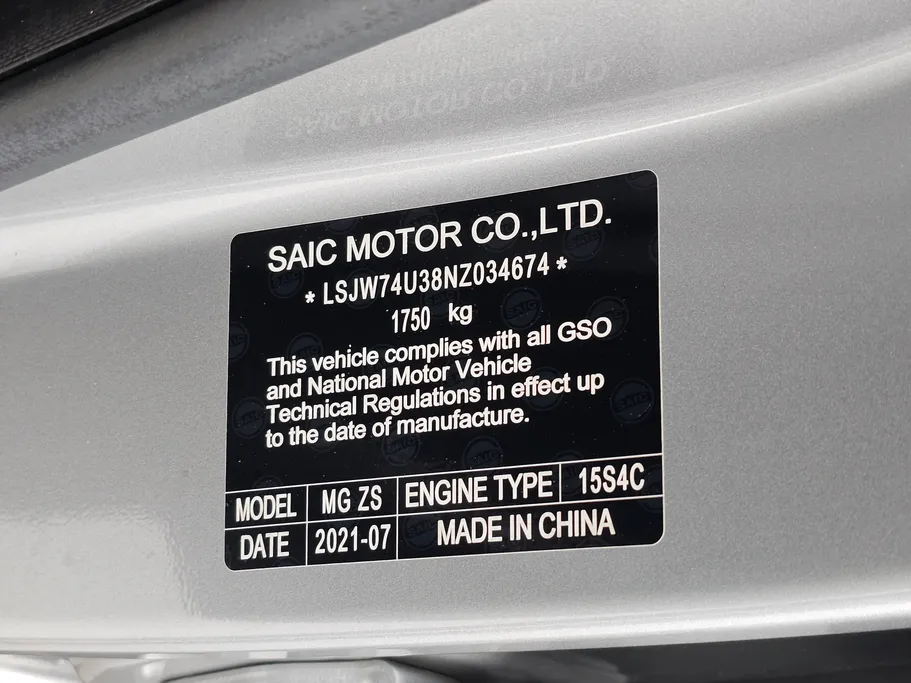 SAIC MOTOR CO.,LTD.
* LSJW74U38NZ034674 *
1750 kg
This vehicle complies with all GSO
and National Motor Vehicle
Technical Regulations in effect up
to the date of manufacture.
MODEL MG ZS ENGINE TYPE 15S4C
DATE 2021-07 MADE IN CHINA